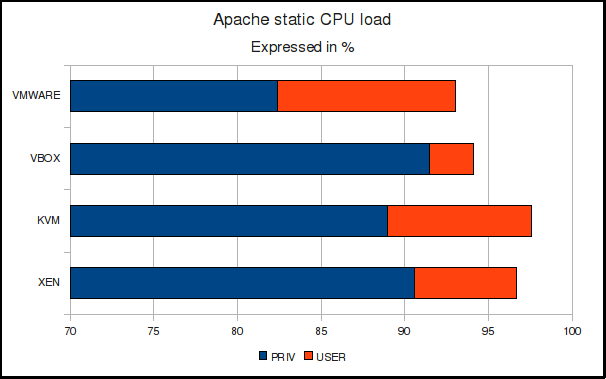 Apache static CPU load
Expressed in %
VMWARE
VBOX
KVM
XEN
70 75 80 85 90 95 100
PRIV USER